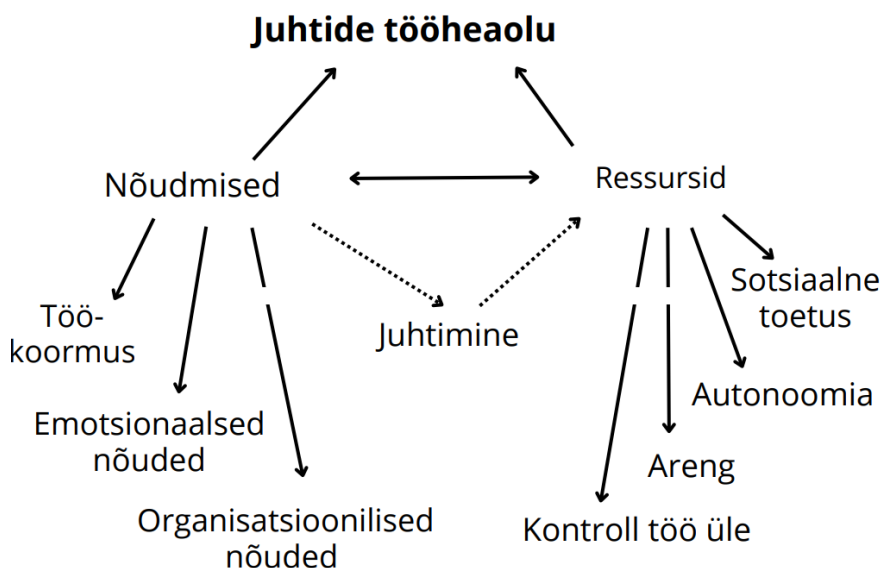 Juhtide tööheaolu
Nõudmised
Ressursid
Töö-
koormus
Juhtimine
Sotsiaalne
toetus
Emotsionaalsed
nõuded
Autonoomia
Areng
Organisatsioonilised
nõuded
Kontroll töö üle